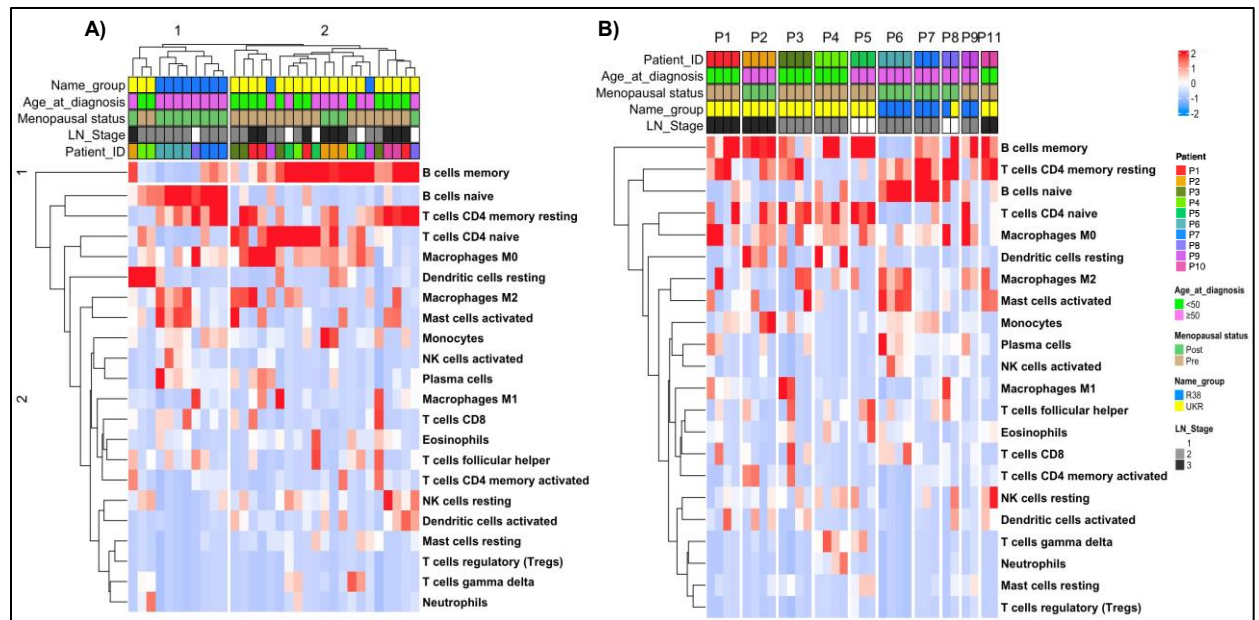 A)
1 2
Name_group
Age_at_diagnosis
Menopausal status
LN_Stage
Patient_ID
1
2
B cells memory
B cells naive
T cells CD4 memory resting
T cells CD4 naive
Macrophages M0
Dendritic cells resting
Macrophages M2
Mast cells activated
Monocytes
NK cells activated
Plasma cells
Macrophages M1
T cells CD8
Eosinophils
T cells follicular helper
T cells CD4 memory activated
NK cells resting
Dendritic cells activated
Mast cells resting
T cells regulatory (Tregs)
T cells gamma delta
Neutrophils
B)
P1 P2 P3 P4 P5 P6 P7 P8 P9 P11
Patient_ID
Age_at_diagnosis
Menopausal status
Name_group
LN_Stage
B cells memory
T cells CD4 memory resting
B cells naive
T cells CD4 naive
Macrophages M0
Dendritic cells resting
Macrophages M2
Mast cells activated
Monocytes
Plasma cells
NK cells activated
Macrophages M1
T cells follicular helper
Eosinophils
T cells CD8
T cells CD4 memory activated
NK cells resting
Dendritic cells activated
T cells gamma delta
Neutrophils
Mast cells resting
T cells regulatory (Tregs)
2
1
0
-1
-2
Patient
P1
P2
P3
P4
P5
P6
P7
P8
P9
P10
Age_at_diagnosis
<50
≥50
Menopausal status
Post
Pre
Name_group
R38
UKR
LN_Stage
1
2
3